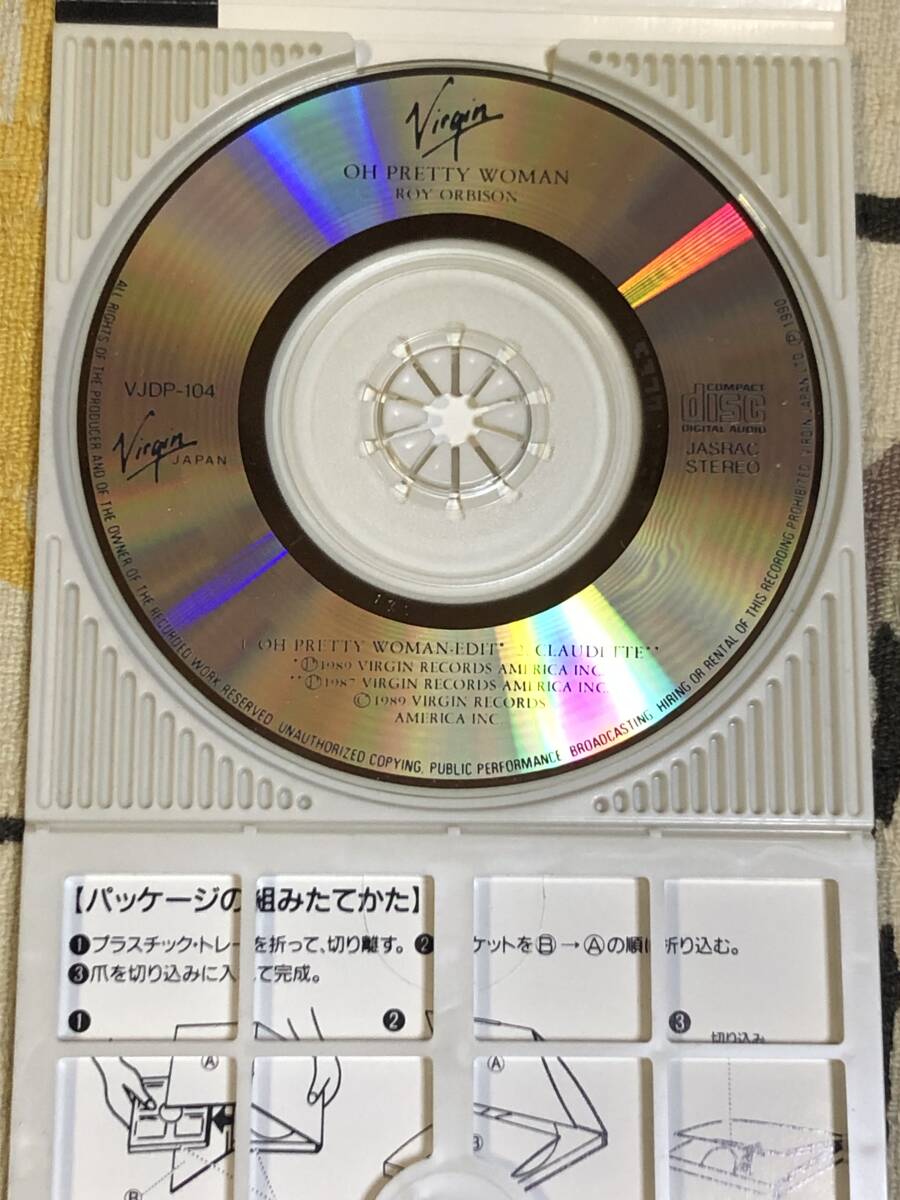 Virgin
OH PRETTY WOMAN
ROY ORBISON
VJDP-104
Virgin JAPAN
COMPACT
disc
DIGITAL AUDIO
JASRAC
STEREO
1. OH PRETTY WOMAN-EDIT* 2. CLAUDETTE**
*Ⓟ1989 VIRGIN RECORDS AMERICA INC.
**Ⓟ1987 VIRGIN RECORDS AMERICA INC.
©1989 VIRGIN RECORDS
AMERICA INC.
ALL RIGHTS OF THE PRODUCER AND OF THE OWNER OF THE RECORDED WORK RESERVED. UNAUTHORIZED COPYING, PUBLIC PERFORMANCE, BROADCASTING, HIRING OR RENTAL OF THIS RECORDING PROHIBITED. VIRGIN JAPAN LTD. Ⓟ1990
【パッケージの組みたてかた】
❶プラスチック・トレーを折って、切り離す。❷ケットをⒷ→Ⓐの順に折り込む。
❸爪を切り込みに入れて完成。
❶ ❷ ❸
切り込み
Ⓐ Ⓐ
Ⓑ Ⓑ